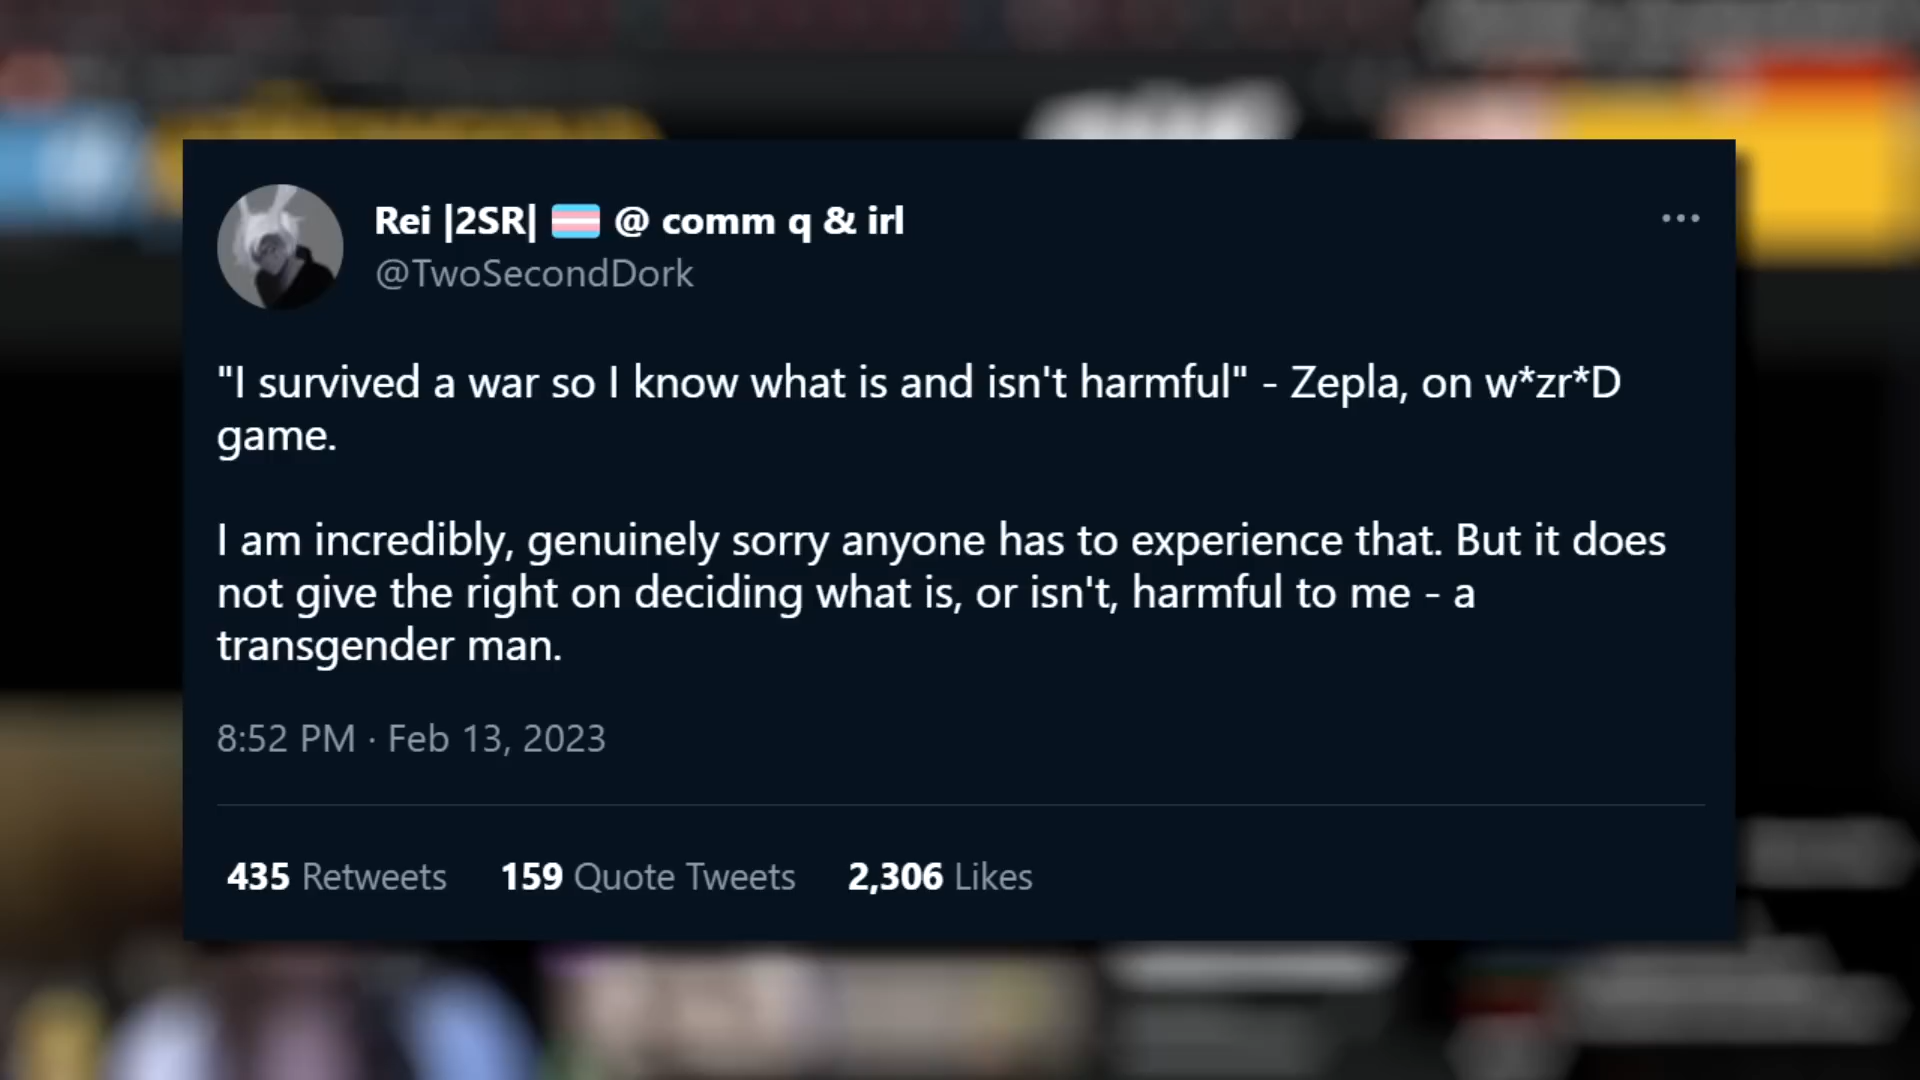 Rei |2SR| 🏳️‍⚧️ @ comm q & irl
@TwoSecondDork
"I survived a war so I know what is and isn't harmful" - Zepla, on w*zr*D
game.
I am incredibly, genuinely sorry anyone has to experience that. But it does
not give the right on deciding what is, or isn't, harmful to me - a
transgender man.
8:52 PM · Feb 13, 2023
435 Retweets 159 Quote Tweets 2,306 Likes